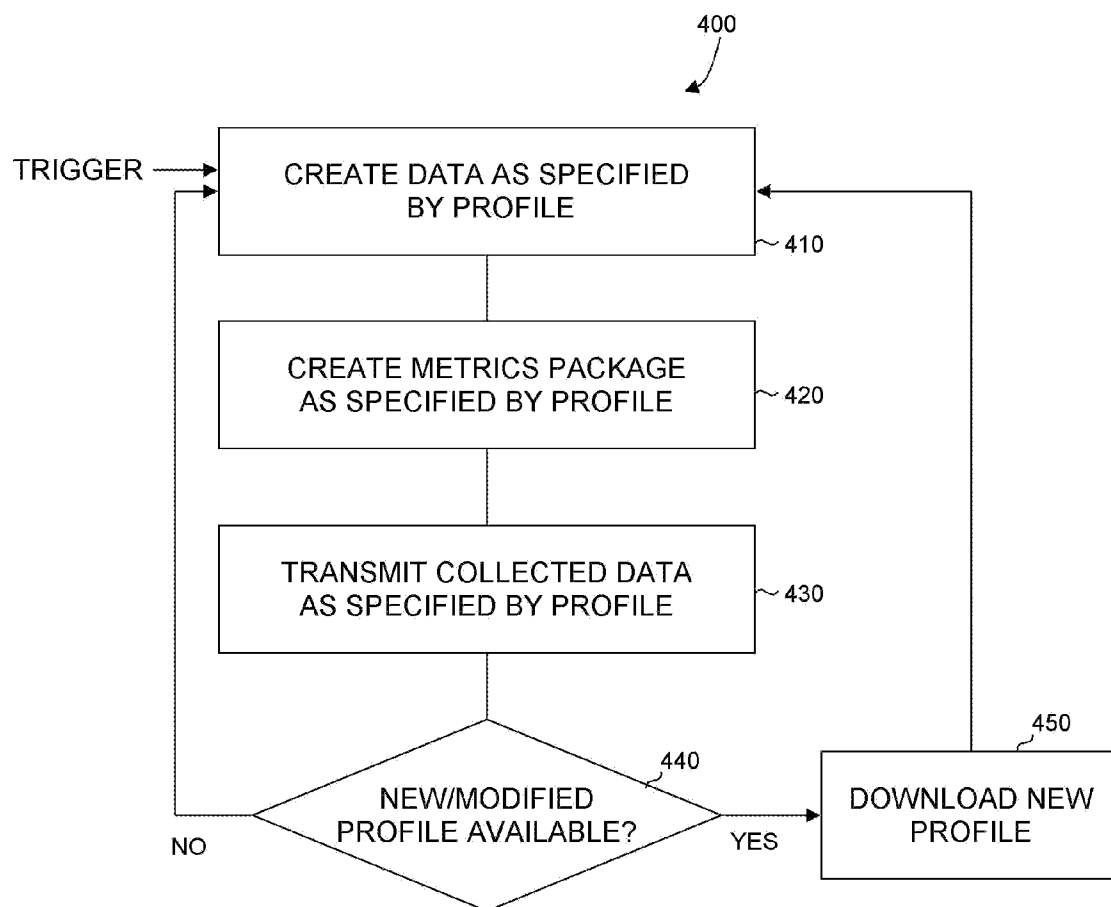 400
TRIGGER
CREATE DATA AS SPECIFIED
BY PROFILE
410
CREATE METRICS PACKAGE
AS SPECIFIED BY PROFILE
420
TRANSMIT COLLECTED DATA
AS SPECIFIED BY PROFILE
430
440
NEW/MODIFIED
PROFILE AVAILABLE?
NO
YES
450
DOWNLOAD NEW
PROFILE